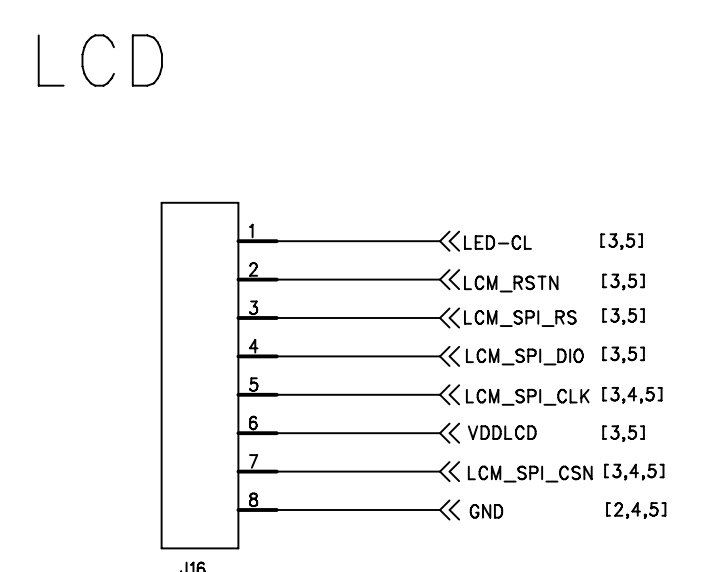 LCD
1 LED-CL [3,5]
2 LCM_RSTN [3,5]
3 LCM_SPI_RS [3,5]
4 LCM_SPI_DIO [3,5]
5 LCM_SPI_CLK [3,4,5]
6 VDDLCD [3,5]
7 LCM_SPI_CSN [3,4,5]
8 GND [2,4,5]
J16